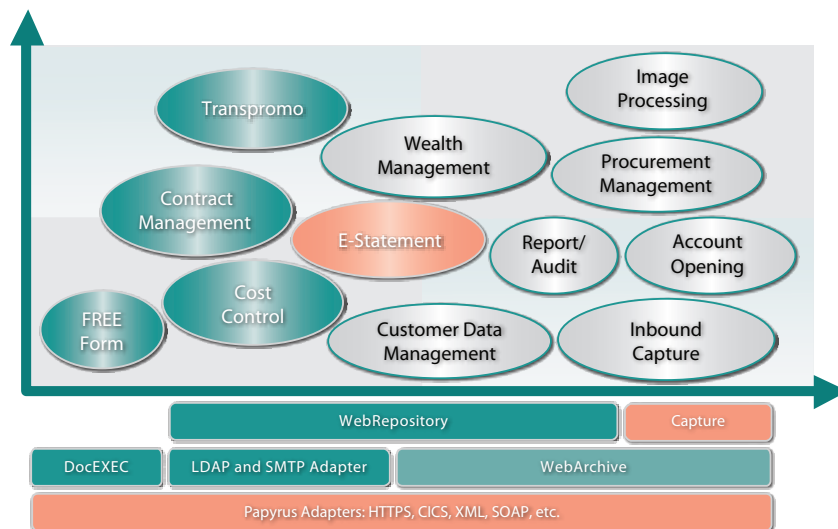 Image
Processing
Transpromo
Wealth
Management
Procurement
Management
Contract
Management
E-Statement
Report/
Audit
Account
Opening
Cost
Control
FREE
Form
Customer Data
Management
Inbound
Capture
WebRepository
Capture
DocEXEC
LDAP and SMTP Adapter
WebArchive
Papyrus Adapters: HTTPS, CICS, XML, SOAP, etc.